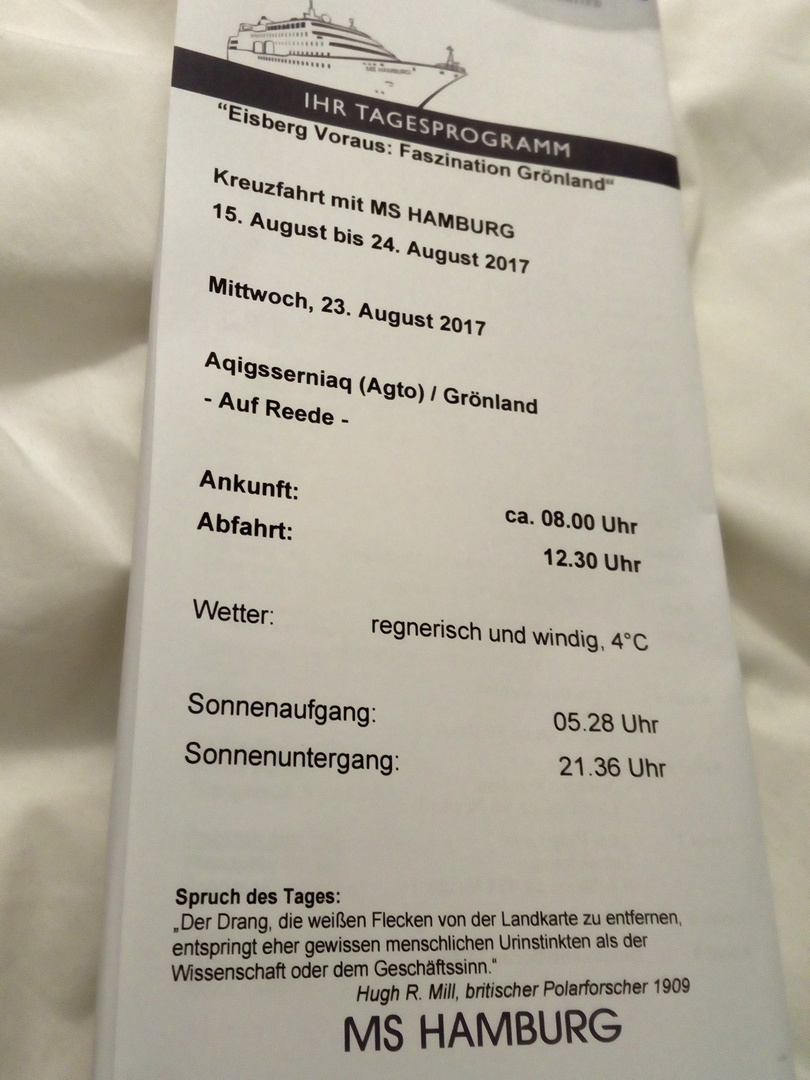 MS HAMBURG
IHR TAGESPROGRAMM
“Eisberg Voraus: Faszination Grönland“
Kreuzfahrt mit MS HAMBURG
15. August bis 24. August 2017
Mittwoch, 23. August 2017
Aqigsserniaq (Agto) / Grönland
- Auf Reede -
Ankunft: ca. 08.00 Uhr
Abfahrt: 12.30 Uhr
Wetter: regnerisch und windig, 4°C
Sonnenaufgang: 05.28 Uhr
Sonnenuntergang: 21.36 Uhr
Spruch des Tages:
„Der Drang, die weißen Flecken von der Landkarte zu entfernen,
entspringt eher gewissen menschlichen Urinstinkten als der
Wissenschaft oder dem Geschäftssinn.“
Hugh R. Mill, britischer Polarforscher 1909
MS HAMBURG